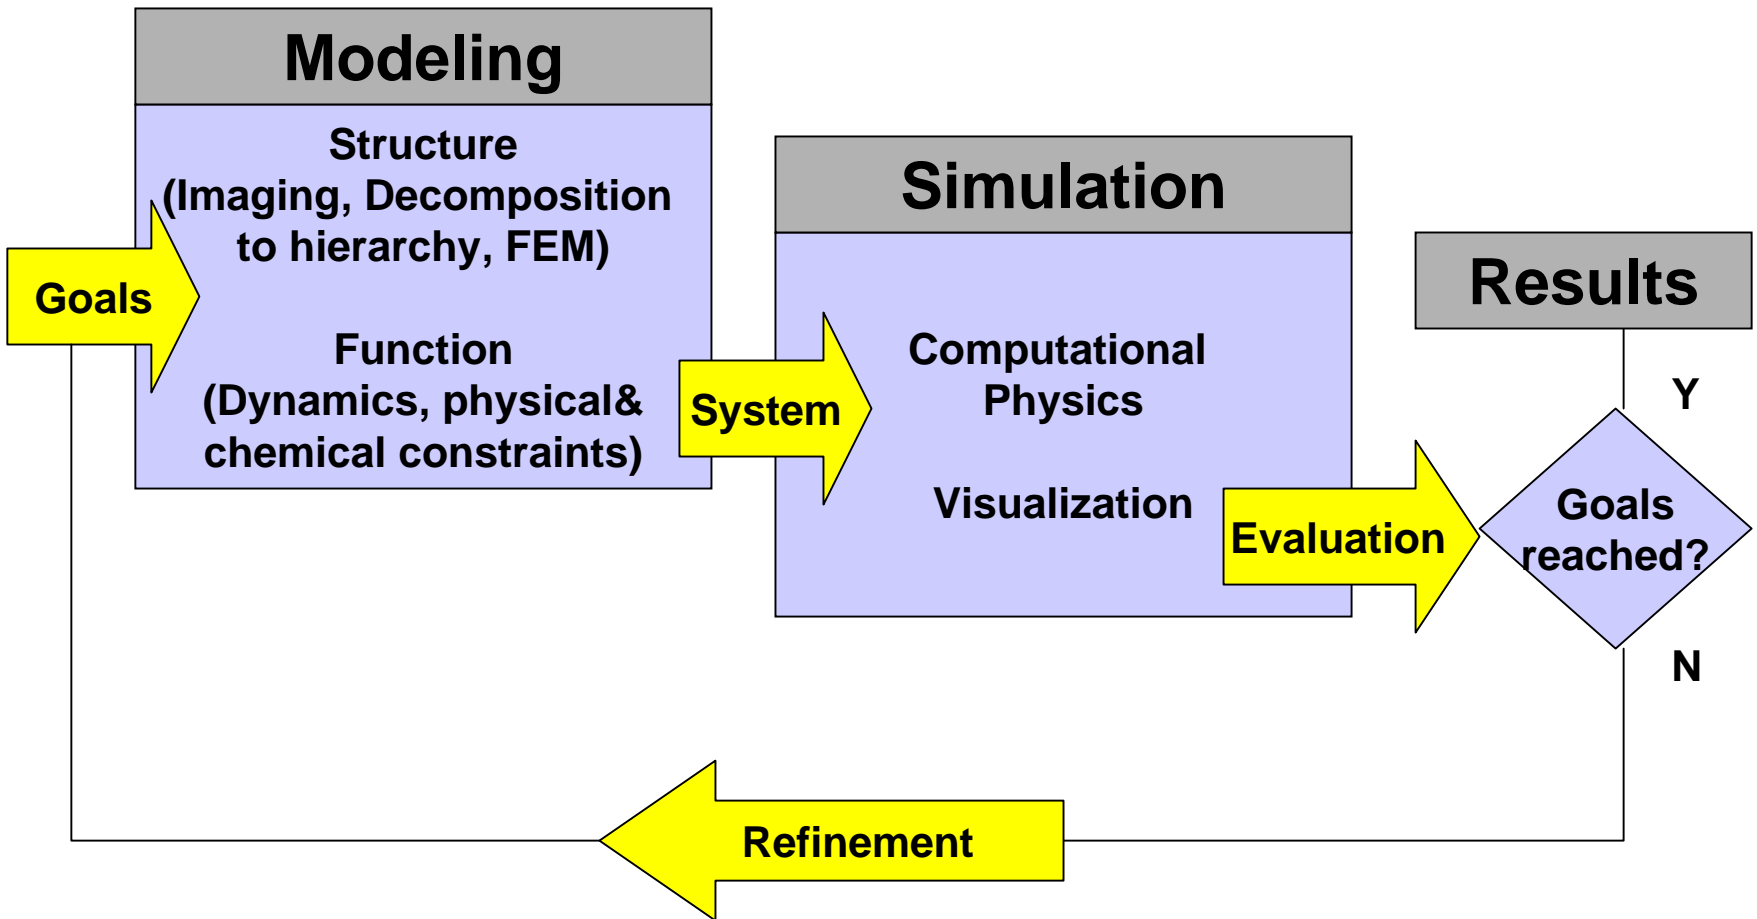 Modeling
Structure
(Imaging, Decomposition
to hierarchy, FEM)
Function
(Dynamics, physical&
chemical constraints)
Goals
System
Simulation
Computational
Physics
Visualization
Evaluation
Results
Y
Goals
reached?
N
Refinement